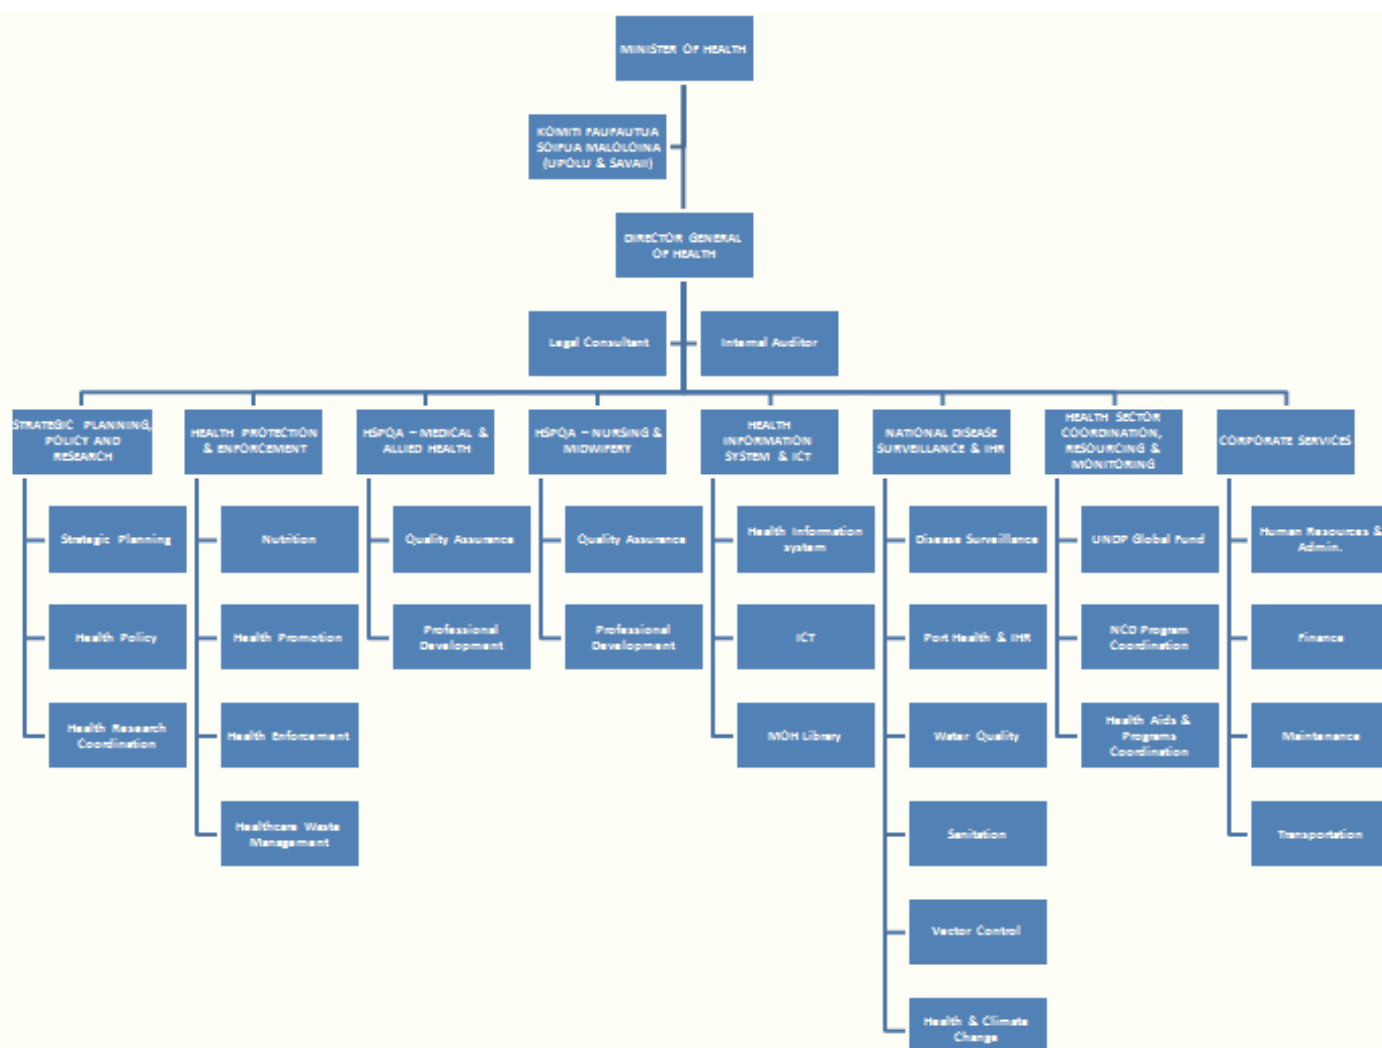 MINISTER OF HEALTH
KOMITI FAUFAUTUA
SOIFUA MALOLOINA
(UPOLU & SAVAII)
DIRECTOR GENERAL
OF HEALTH
Legal Consultant
Internal Auditor
STRATEGIC PLANNING,
POLICY AND
RESEARCH
Strategic Planning
Health Policy
Health Research
Coordination
HEALTH PROTECTION
& ENFORCEMENT
Nutrition
Health Promotion
Health Enforcement
Healthcare Waste
Management
HSPQA – MEDICAL &
ALLIED HEALTH
Quality Assurance
Professional
Development
HSPQA – NURSING &
MIDWIFERY
Quality Assurance
Professional
Development
HEALTH
INFORMATION
SYSTEM & ICT
Health Information
system
ICT
MOH Library
NATIONAL DISEASE
SURVEILLANCE & IHR
Disease Surveillance
Port Health & IHR
Water Quality
Sanitation
Vector Control
Health & Climate
Change
HEALTH SECTOR
COORDINATION,
RESOURCING &
MONITORING
UNDP Global Fund
NCD Program
Coordination
Health Aids &
Programs
Coordination
CORPORATE SERVICES
Human Resources &
Admin.
Finance
Maintenance
Transportation